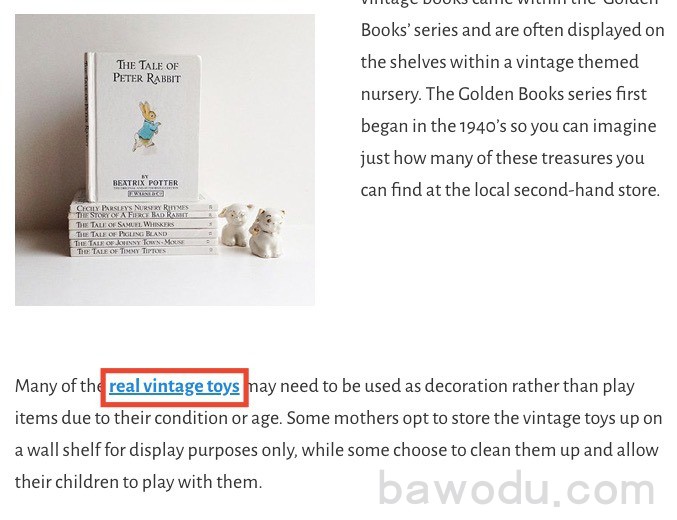 vintage books came within the 'Golden
Books' series and are often displayed on
the shelves within a vintage themed
nursery. The Golden Books series first
began in the 1940's so you can imagine
just how many of these treasures you
can find at the local second-hand store.
THE TALE OF
PETER RABBIT
BY
BEATRIX POTTER
F. WARNE & Co
CECILY PARSLEY'S NURSERY RHYMES
THE STORY OF A FIERCE BAD RABBIT
THE TALE OF SAMUEL WHISKERS
THE TALE OF PIGLING BLAND
THE TALE OF JOHNNY TOWN-MOUSE
THE TALE OF TIMMY TIPTOES
Many of the real vintage toys may need to be used as decoration rather than play
items due to their condition or age. Some mothers opt to store the vintage toys up on
a wall shelf for display purposes only, while some choose to clean them up and allow
their children to play with them.
bawodu.com